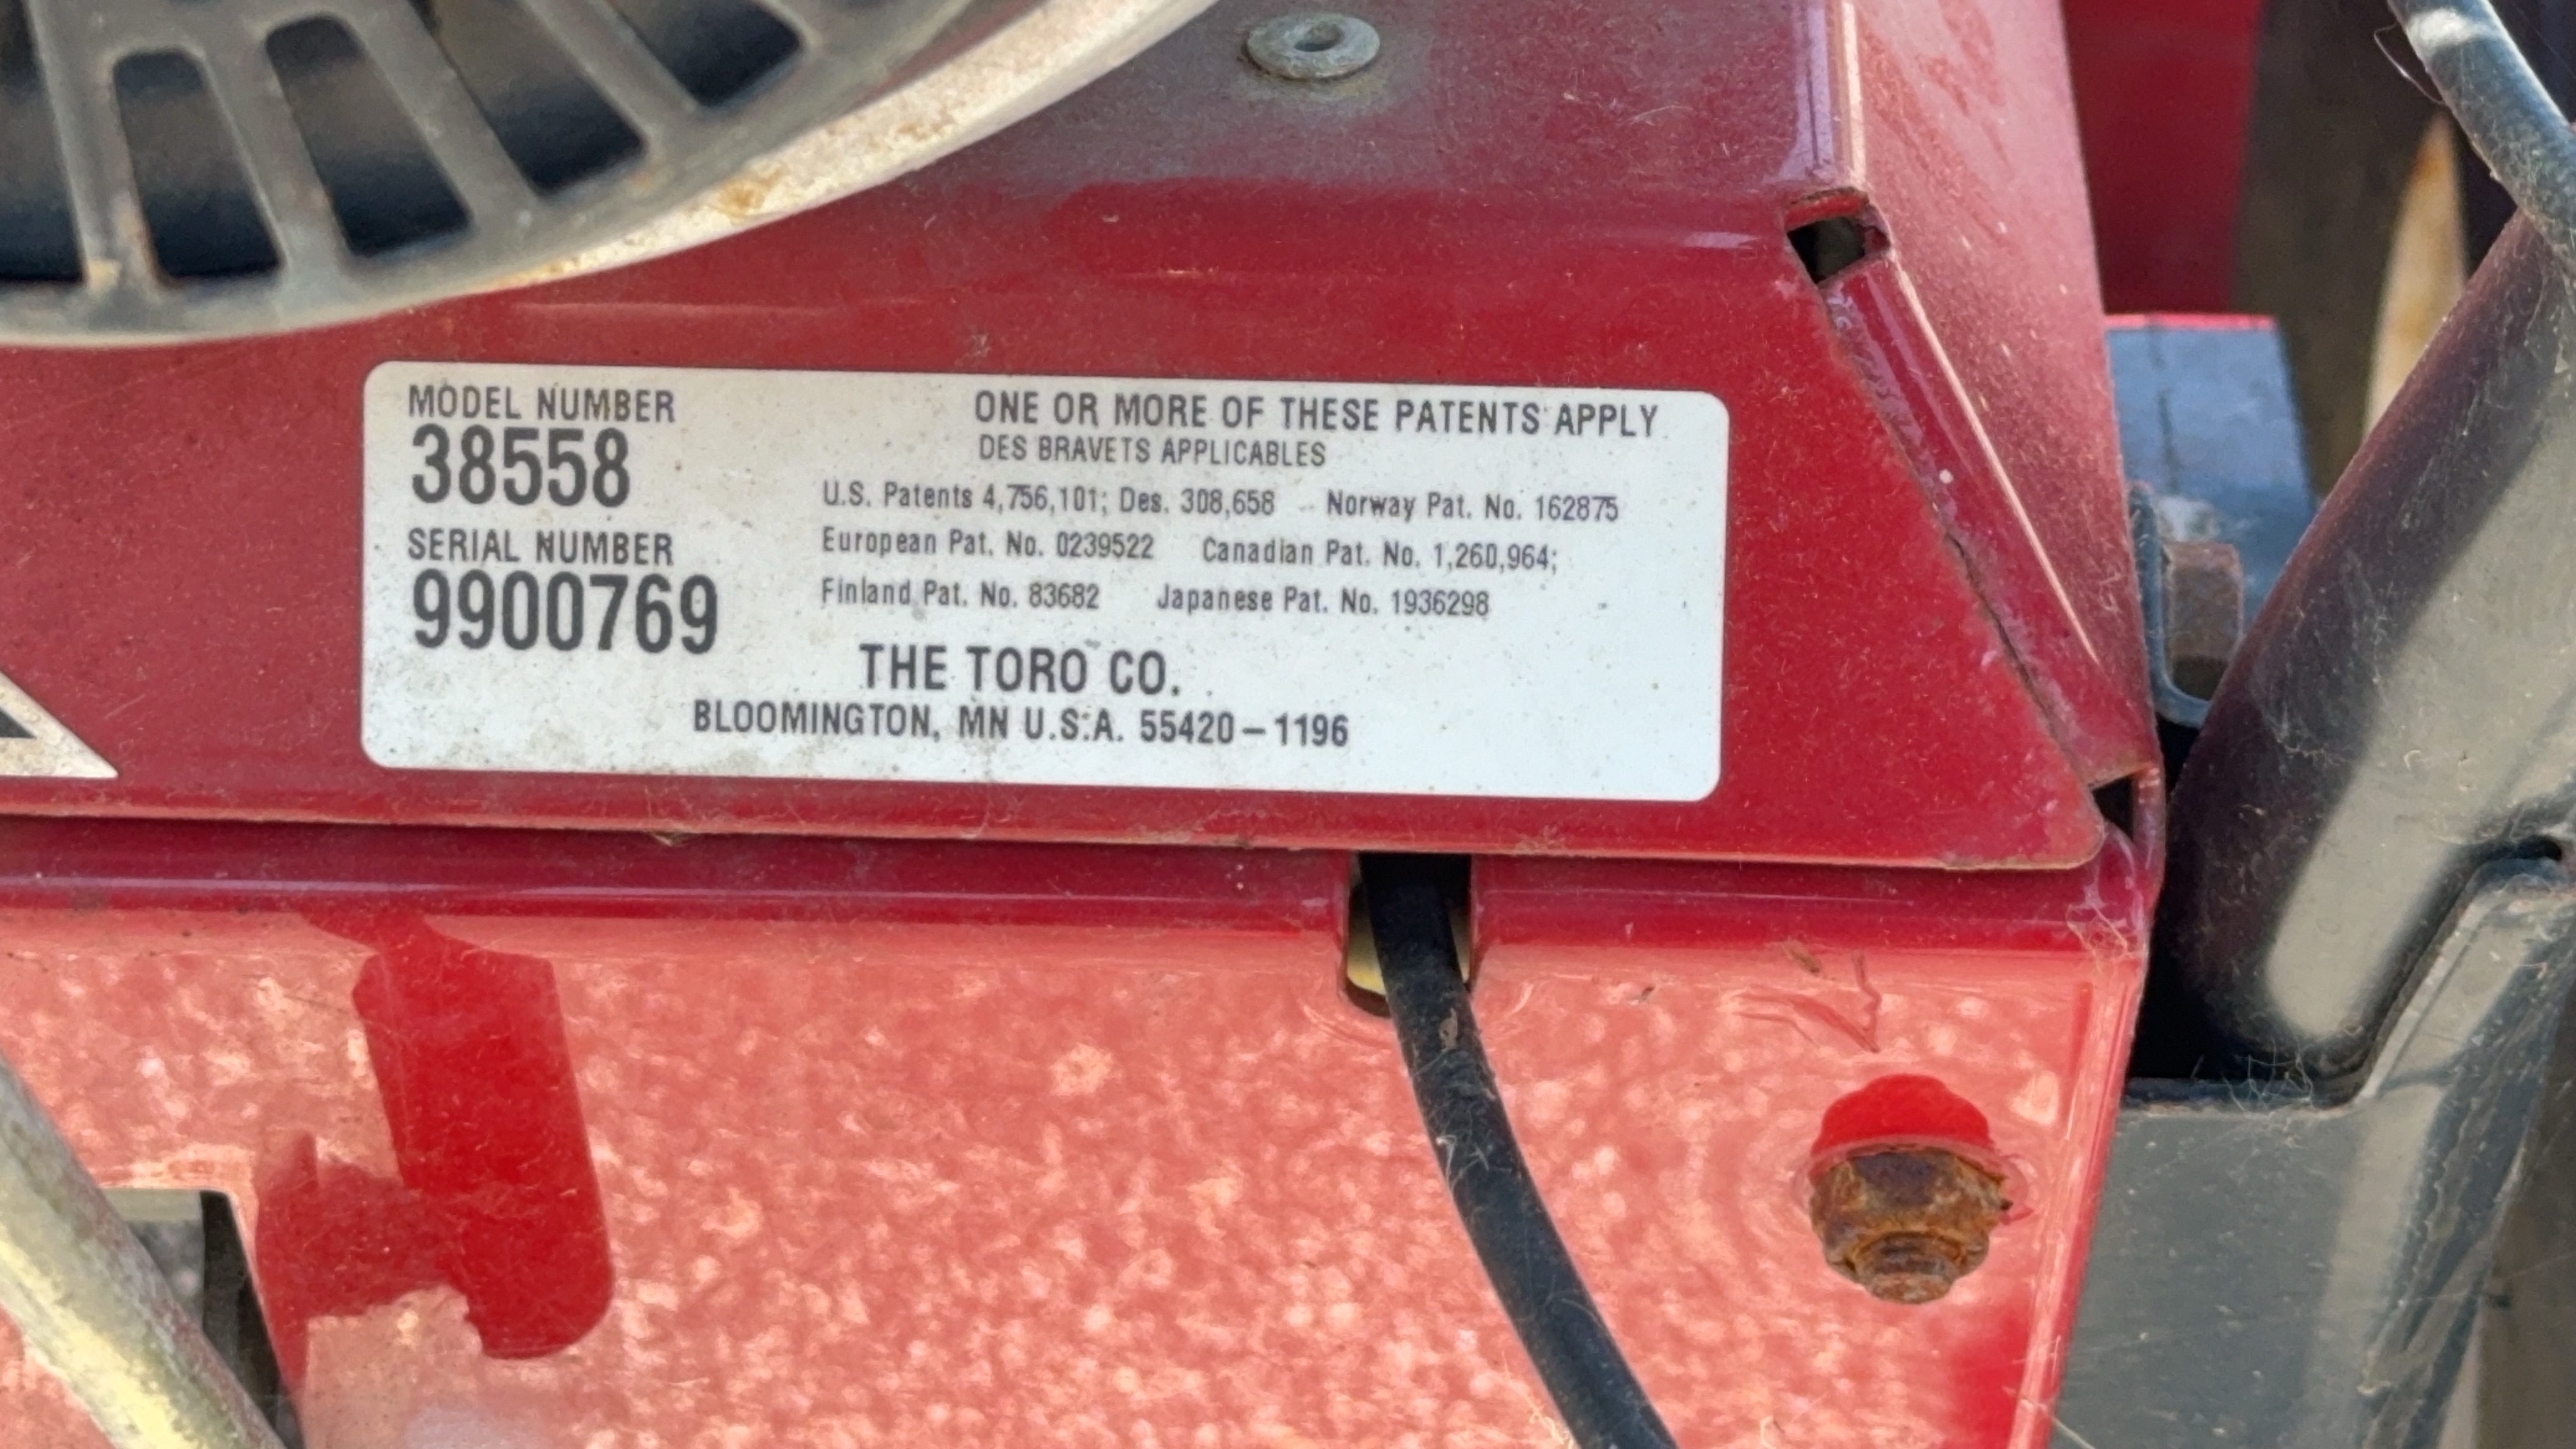 MODEL NUMBER
38558
SERIAL NUMBER
9900769
ONE OR MORE OF THESE PATENTS APPLY
DES BRAVETS APPLICABLES
U.S. Patents 4,756,101; Des. 308,658 Norway Pat. No. 162875
European Pat. No. 0239522 Canadian Pat. No. 1,260,964;
Finland Pat. No. 83682 Japanese Pat. No. 1936298
THE TORO CO.
BLOOMINGTON, MN U.S.A. 55420-1196